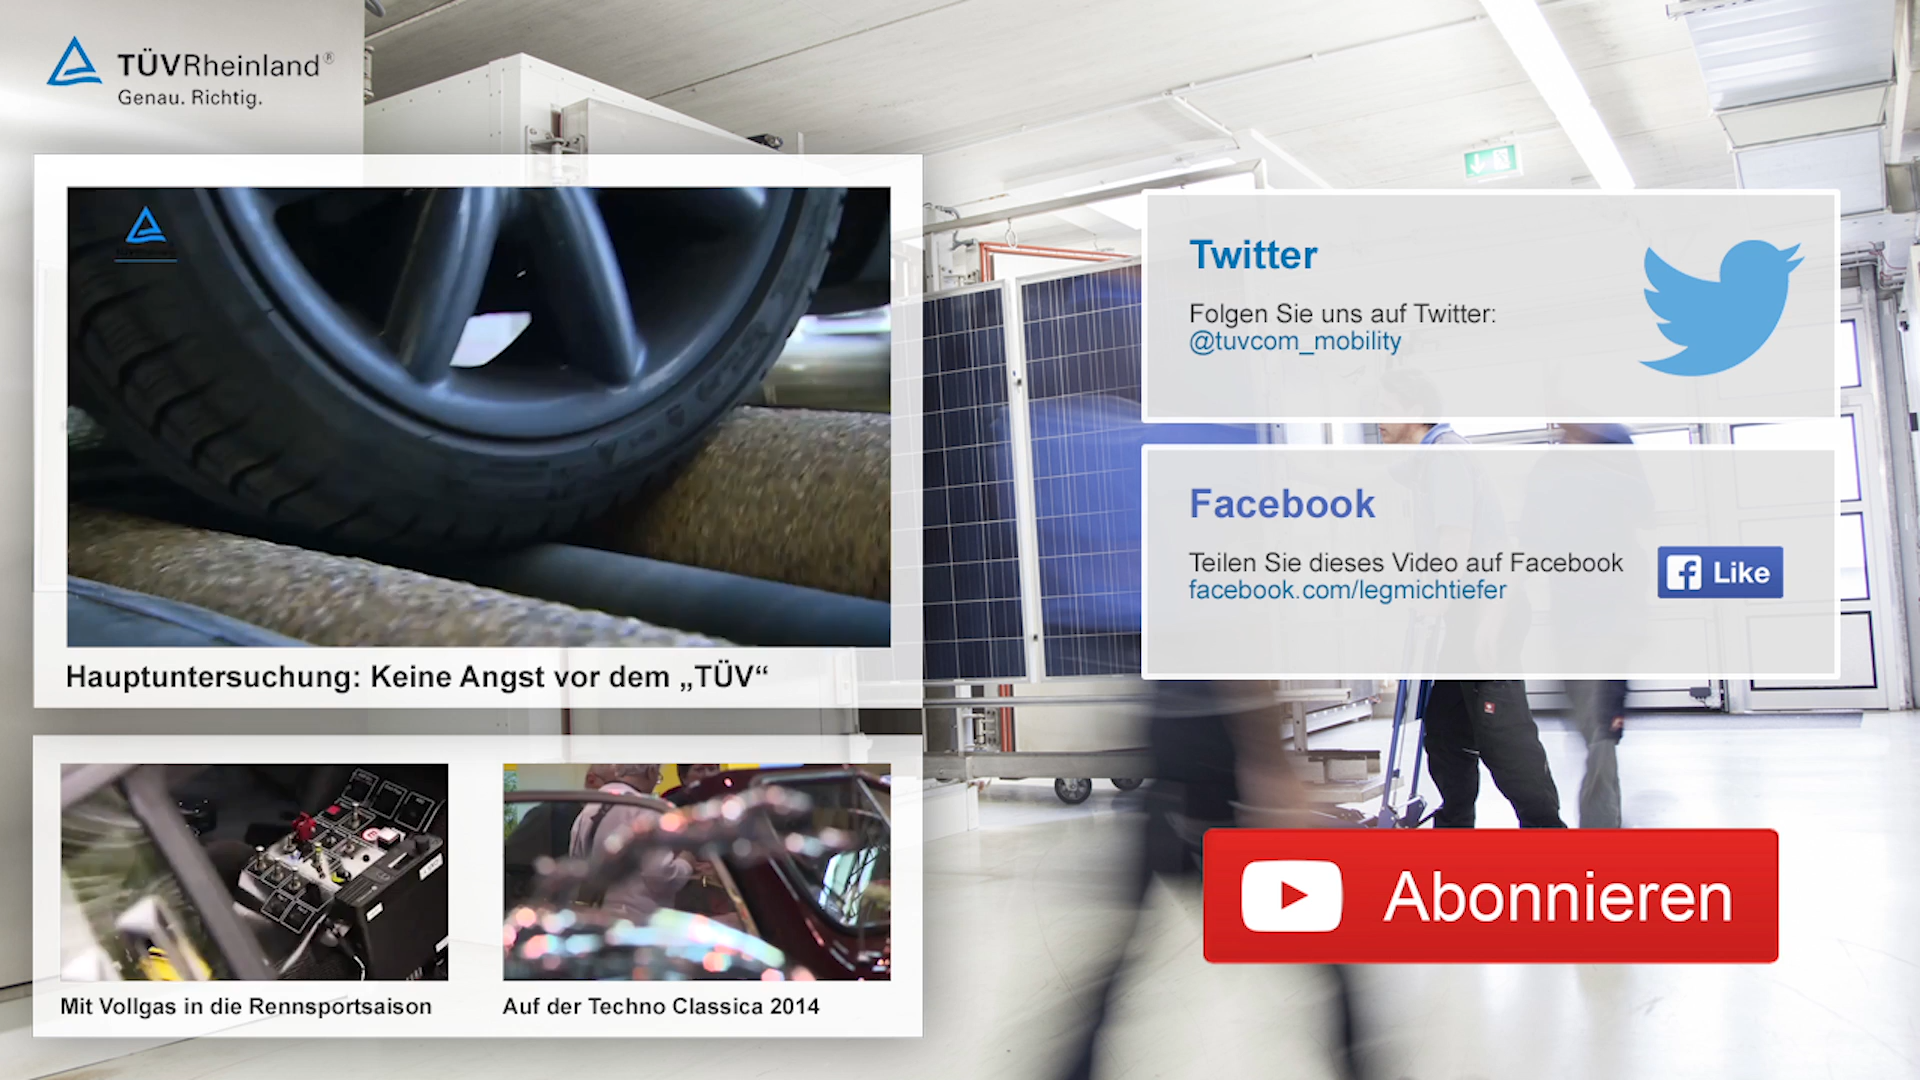 TÜVRheinland®
Genau. Richtig.
Hauptuntersuchung: Keine Angst vor dem „TÜV“
Mit Vollgas in die Rennsportsaison
Auf der Techno Classica 2014
Twitter
Folgen Sie uns auf Twitter:
@tuvcom_mobility
Facebook
Teilen Sie dieses Video auf Facebook
facebook.com/legmichtiefer
Like
Abonnieren